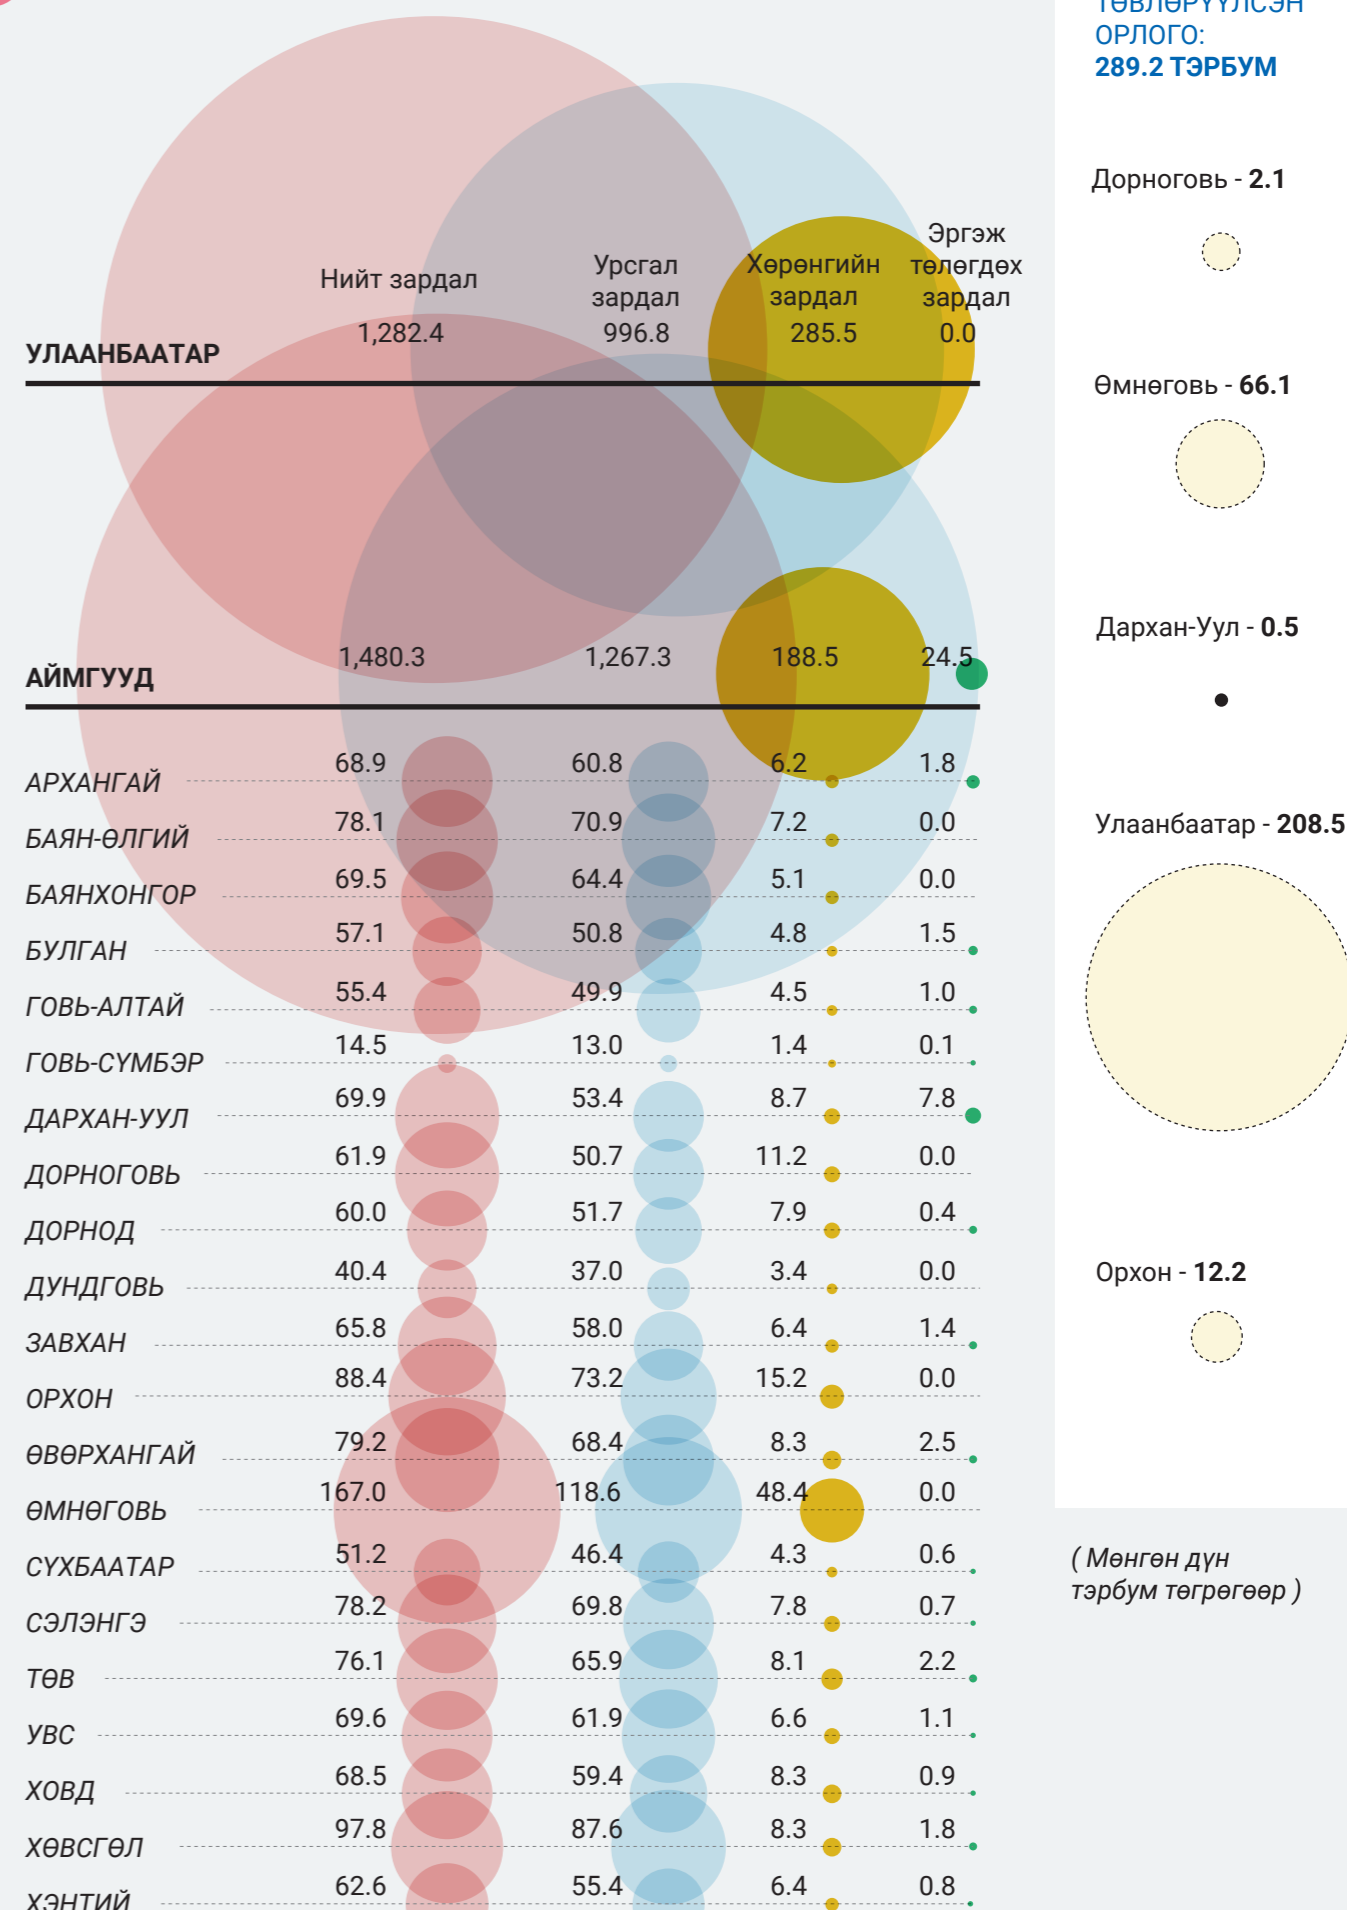 ТӨВЛӨРҮҮЛСЭН
ОРЛОГО:
289.2 ТЭРБУМ
Дорноговь - 2.1
Өмнөговь - 66.1
Дархан-Уул - 0.5
Улаанбаатар - 208.5
Орхон - 12.2
( Мөнгөн дүн
тэрбум төгрөгөөр )
Нийт зардал
Урсгал
зардал
Хөрөнгийн
зардал
Эргэж
төлөгдөх
зардал
УЛААНБААТАР 1,282.4 996.8 285.5 0.0
АЙМГУУД 1,480.3 1,267.3 188.5 24.5
АРХАНГАЙ 68.9 60.8 6.2 1.8
БАЯН-ӨЛГИЙ 78.1 70.9 7.2 0.0
БАЯНХОНГОР 69.5 64.4 5.1 0.0
БУЛГАН 57.1 50.8 4.8 1.5
ГОВЬ-АЛТАЙ 55.4 49.9 4.5 1.0
ГОВЬ-СҮМБЭР 14.5 13.0 1.4 0.1
ДАРХАН-УУЛ 69.9 53.4 8.7 7.8
ДОРНОГОВЬ 61.9 50.7 11.2 0.0
ДОРНОД 60.0 51.7 7.9 0.4
ДУНДГОВЬ 40.4 37.0 3.4 0.0
ЗАВХАН 65.8 58.0 6.4 1.4
ОРХОН 88.4 73.2 15.2 0.0
ӨВӨРХАНГАЙ 79.2 68.4 8.3 2.5
ӨМНӨГОВЬ 167.0 118.6 48.4 0.0
СҮХБААТАР 51.2 46.4 4.3 0.6
СЭЛЭНГЭ 78.2 69.8 7.8 0.7
ТӨВ 76.1 65.9 8.1 2.2
УВС 69.6 61.9 6.6 1.1
ХОВД 68.5 59.4 8.3 0.9
ХӨВСГӨЛ 97.8 87.6 8.3 1.8
ХЭНТИЙ 62.6 55.4 6.4 0.8